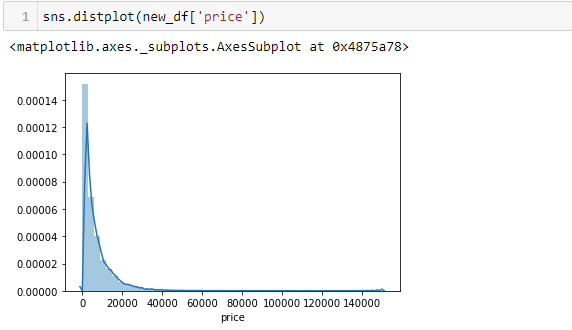 1 sns.distplot(new_df['price'])
<matplotlib.axes._subplots.AxesSubplot at 0x4875a78>
0.00014
0.00012
0.00010
0.00008
0.00006
0.00004
0.00002
0.00000
0 20000 40000 60000 80000 100000 120000 140000
price